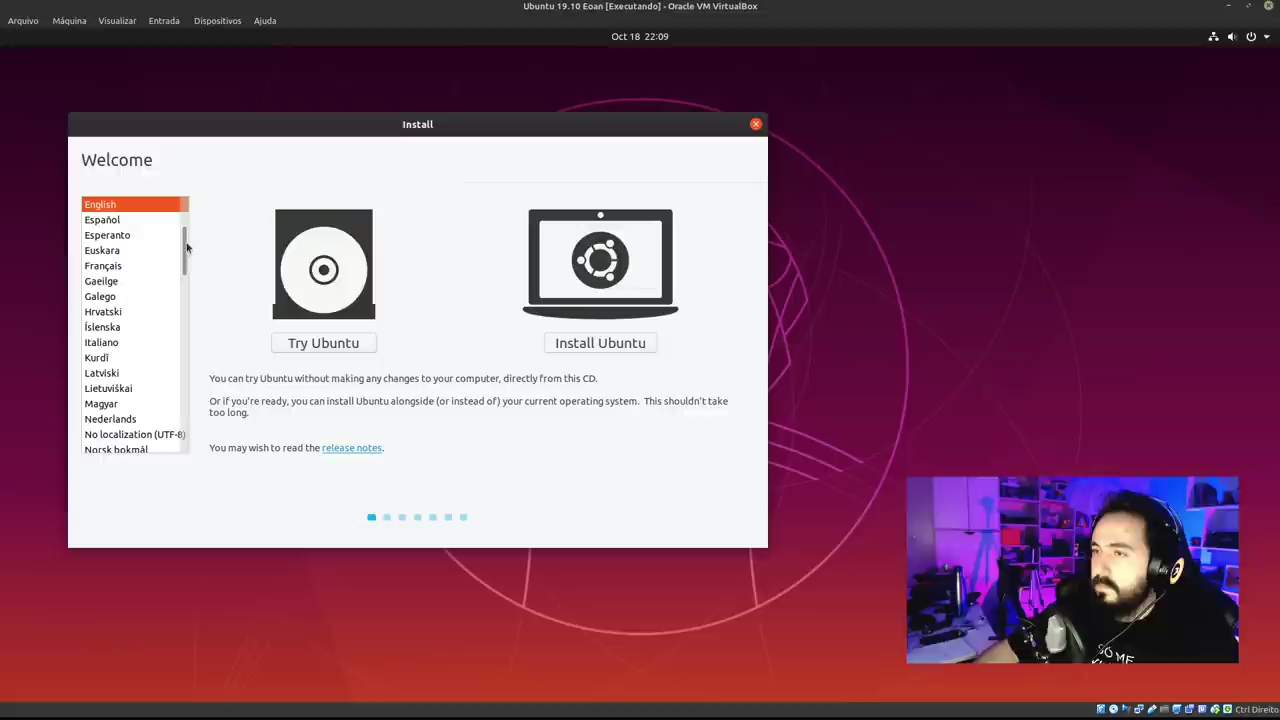 Ubuntu 19.10 Eoan [Executando] - Oracle VM VirtualBox
Arquivo Máquina Visualizar Entrada Dispositivos Ajuda
Oct 18 22:09
Install
Welcome
English
Español
Esperanto
Euskara
Français
Gaeilge
Galego
Hrvatski
Íslenska
Italiano
Kurdî
Latviski
Lietuviškai
Magyar
Nederlands
No localization (UTF-8)
Norsk bokmål
Try Ubuntu
Install Ubuntu
You can try Ubuntu without making any changes to your computer, directly from this CD.
Or if you're ready, you can install Ubuntu alongside (or instead of) your current operating system. This shouldn't take
too long.
You may wish to read the release notes.
SOME
Ctrl Direito